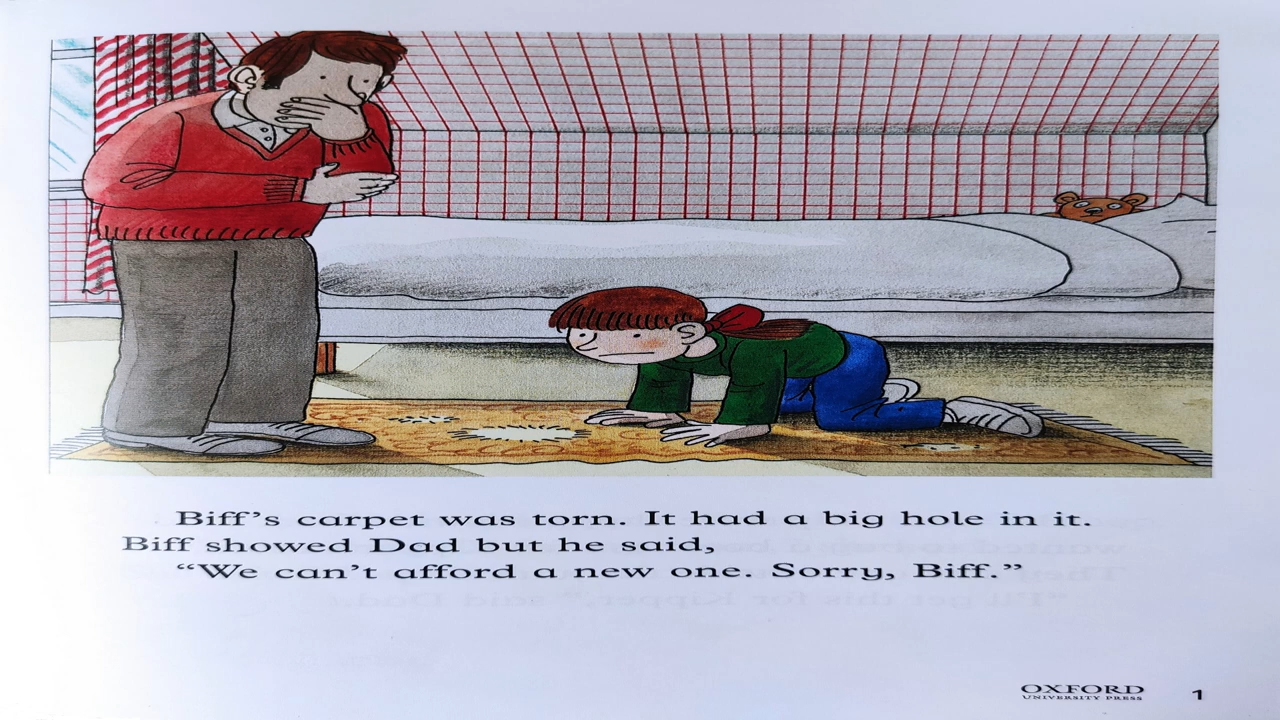 Biff's carpet was torn. It had a big hole in it.
Biff showed Dad but he said,
"We can't afford a new one. Sorry, Biff."
OXFORD
UNIVERSITY PRESS
1